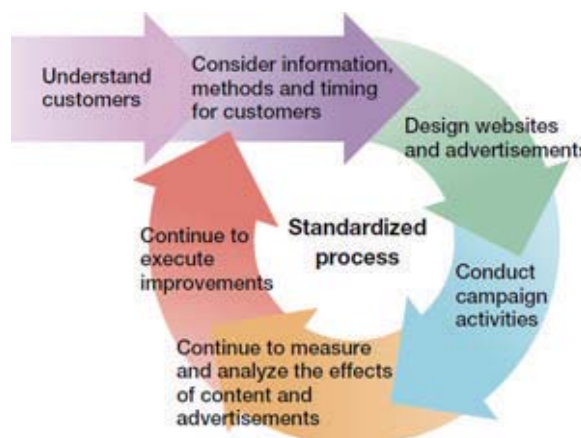 Understand
customers
Consider information,
methods and timing
for customers
Design websites
and advertisements
Conduct
campaign
activities
Continue to measure
and analyze the effects
of content and
advertisements
Continue to
execute
improvements
Standardized
process